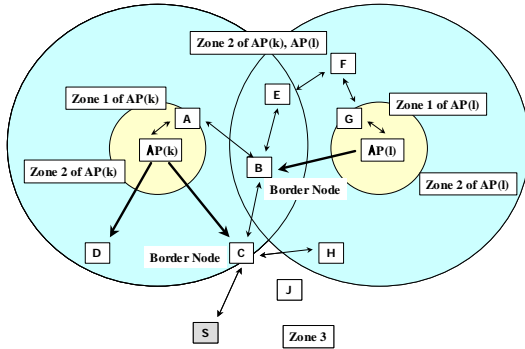 Zone 2 of AP(k), AP(l)
F
Zone 1 of AP(k)
E
Zone 1 of AP(l)
A
G
AP(k)
AP(l)
B
Zone 2 of AP(k)
Border Node
Zone 2 of AP(l)
D
Border Node
C
H
J
S
Zone 3